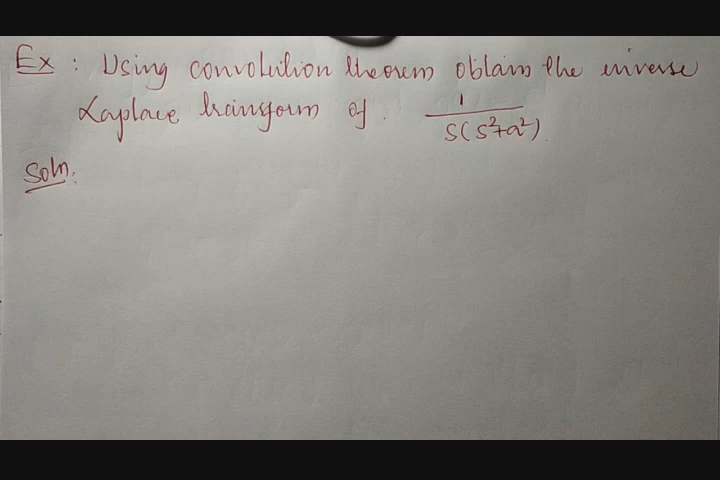 Ex : Using convolution theorem obtain the inverse
Laplace transform of. 1/(s(s²+a²)).
Soln: